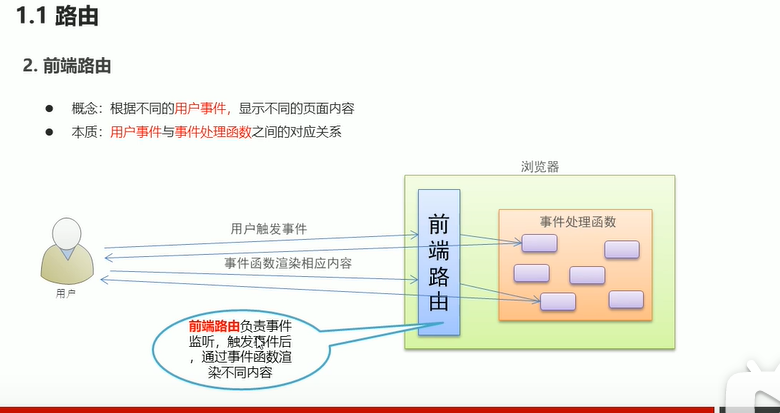 1.1 路由
2. 前端路由
● 概念：根据不同的用户事件，显示不同的页面内容
● 本质：用户事件与事件处理函数之间的对应关系
浏览器
用户触发事件
事件函数渲染相应内容
用户
前
端
路
由
事件处理函数
前端路由负责事件
监听，触发事件后
，通过事件函数渲
染不同内容